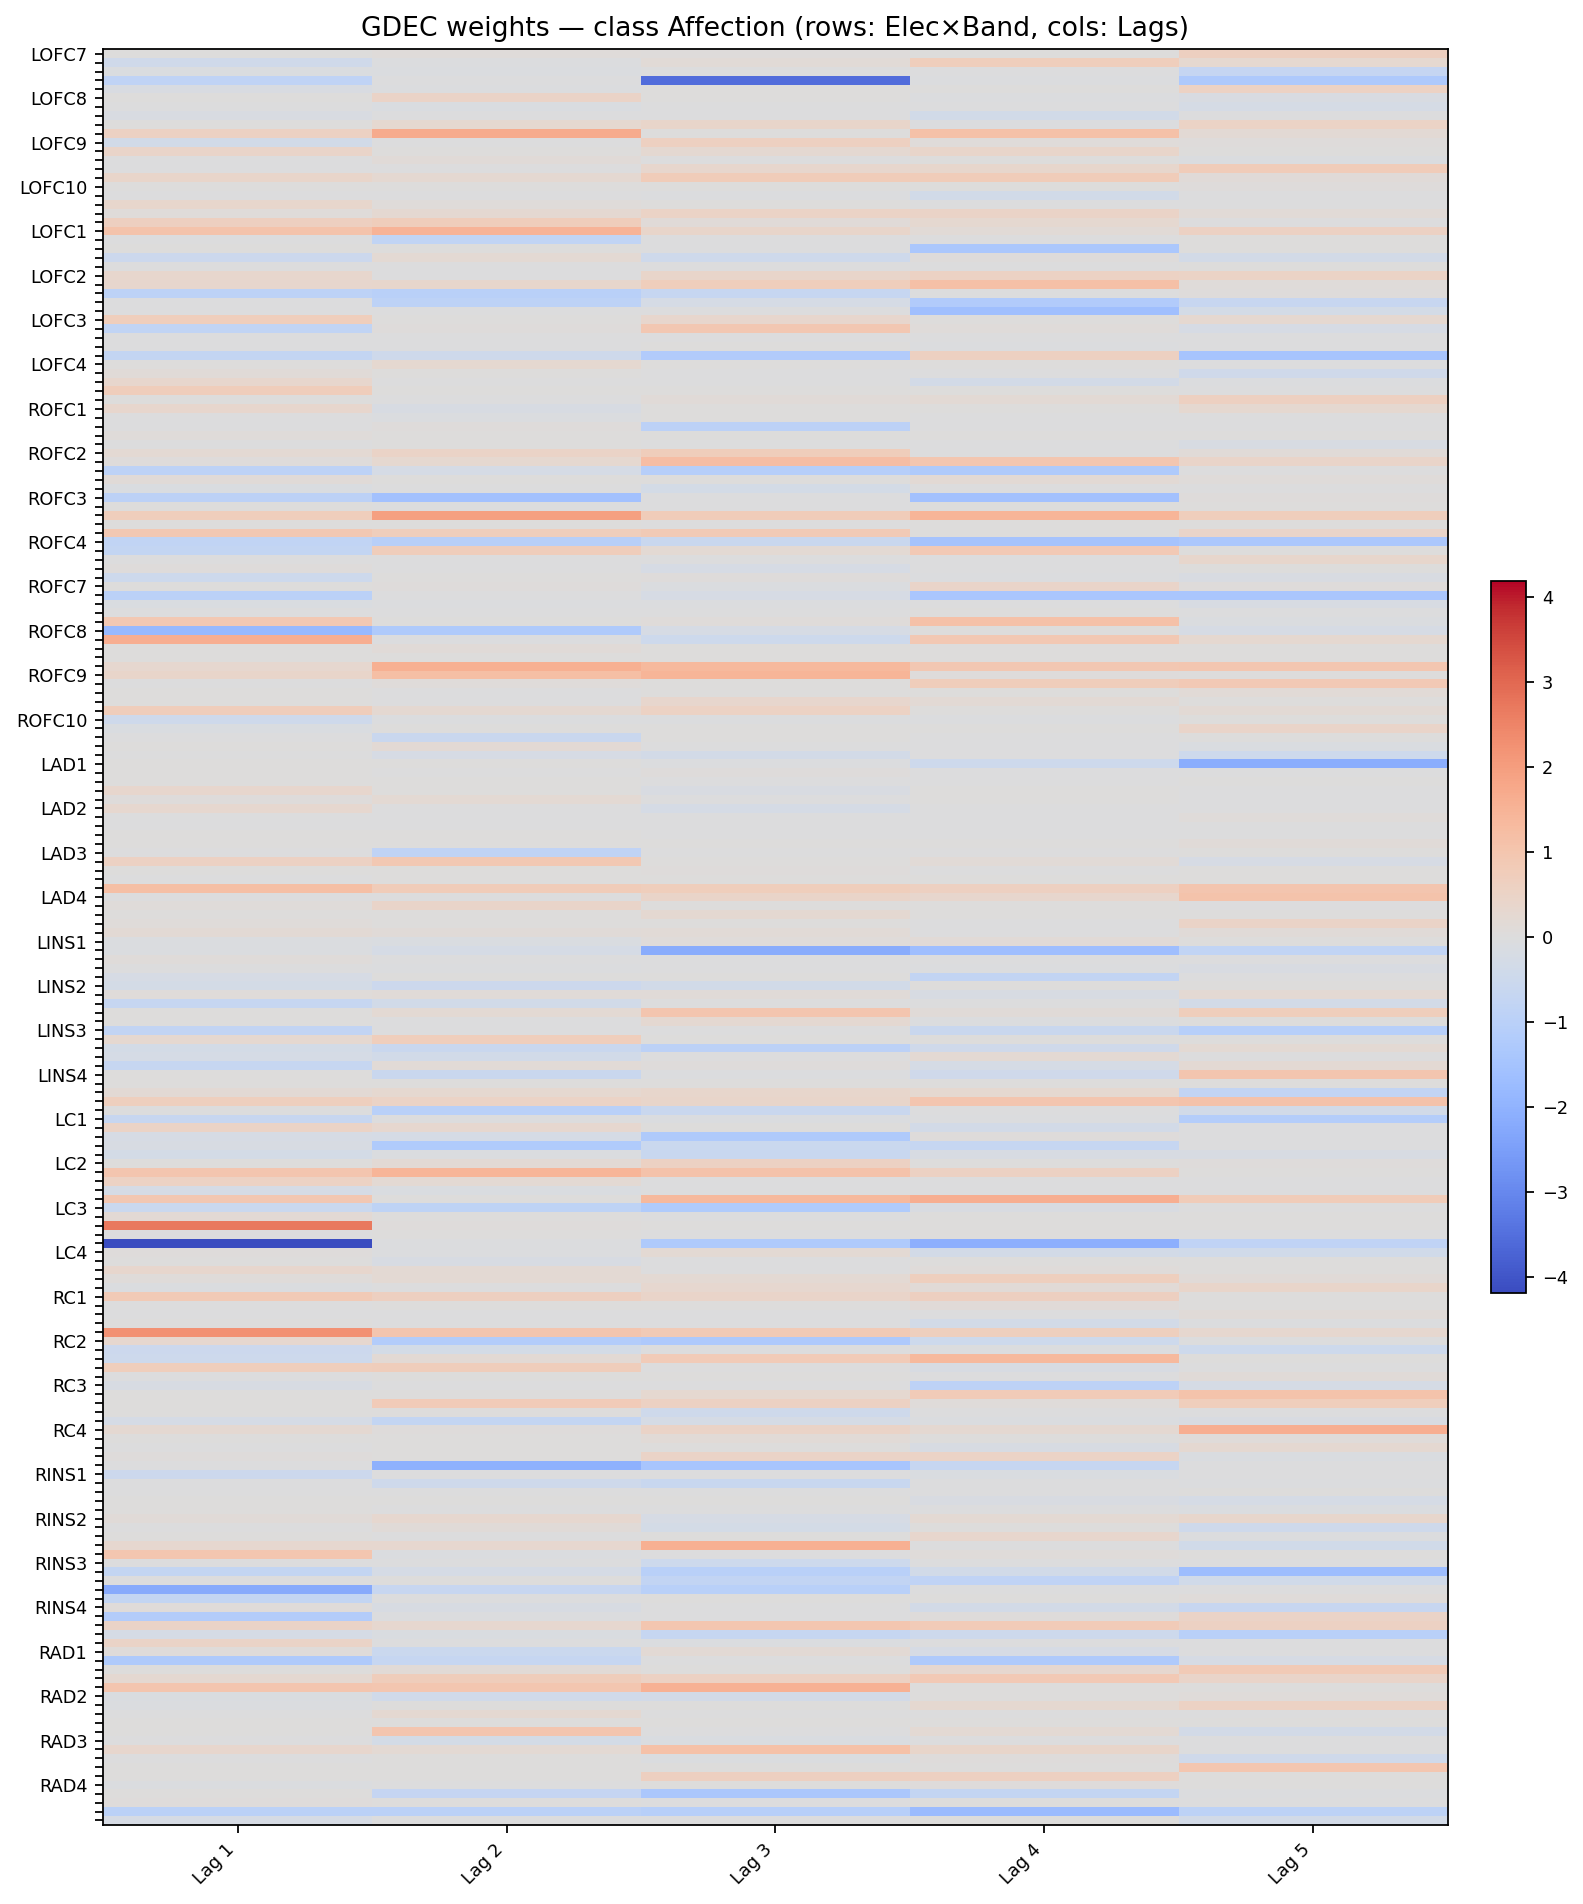 GDEC weights — class Affection (rows: Elec×Band, cols: Lags)
LOFC7
LOFC8
LOFC9
LOFC10
LOFC1
LOFC2
LOFC3
LOFC4
ROFC1
ROFC2
ROFC3
ROFC4
ROFC7
ROFC8
ROFC9
ROFC10
LAD1
LAD2
LAD3
LAD4
LINS1
LINS2
LINS3
LINS4
LC1
LC2
LC3
LC4
RC1
RC2
RC3
RC4
RINS1
RINS2
RINS3
RINS4
RAD1
RAD2
RAD3
RAD4
Lag 1
Lag 2
Lag 3
Lag 4
Lag 5
4
3
2
1
0
−1
−2
−3
−4